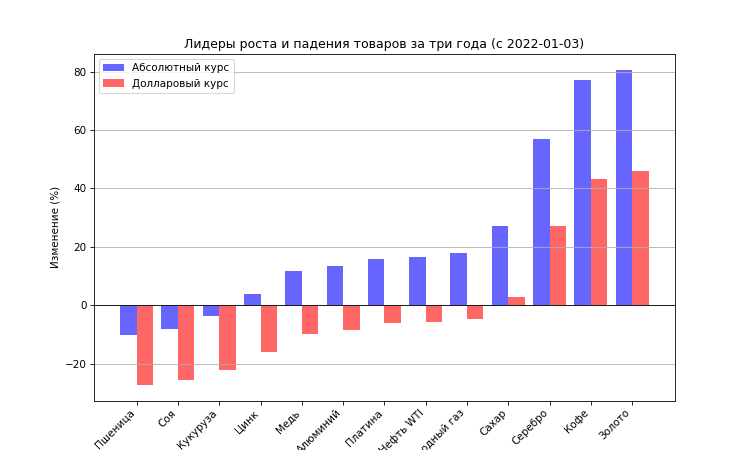 Лидеры роста и падения товаров за три года (с 2022-01-03)
Абсолютный курс
Долларовый курс
Изменение (%)
80
60
40
20
0
−20
Пшеница
Соя
Кукуруза
Цинк
Медь
Алюминий
Платина
Нефть WTI
газ
Сахар
Серебро
Кофе
Золото